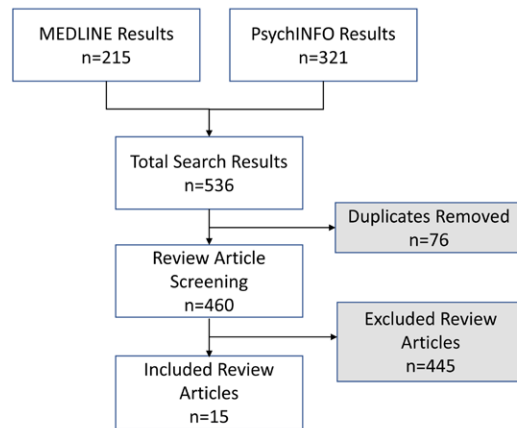 MEDLINE Results
n=215
PsychINFO Results
n=321
Total Search Results
n=536
Duplicates Removed
n=76
Review Article
Screening
n=460
Excluded Review
Articles
n=445
Included Review
Articles
n=15